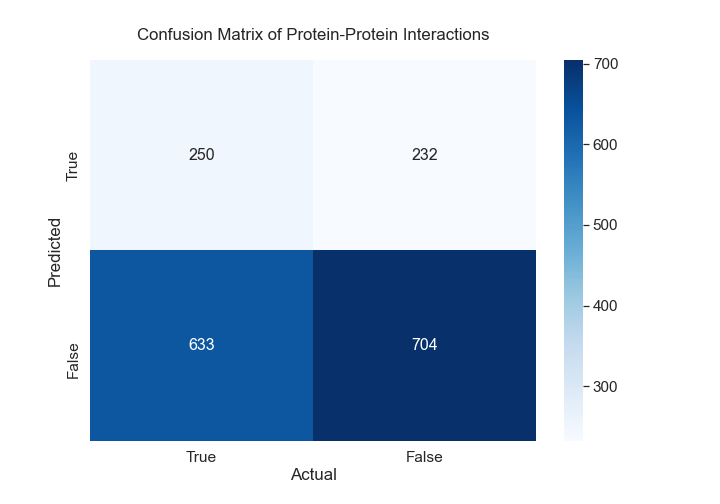 Confusion Matrix of Protein-Protein Interactions
Predicted
True
False
250
232
633
704
True
False
Actual
700
600
500
400
300